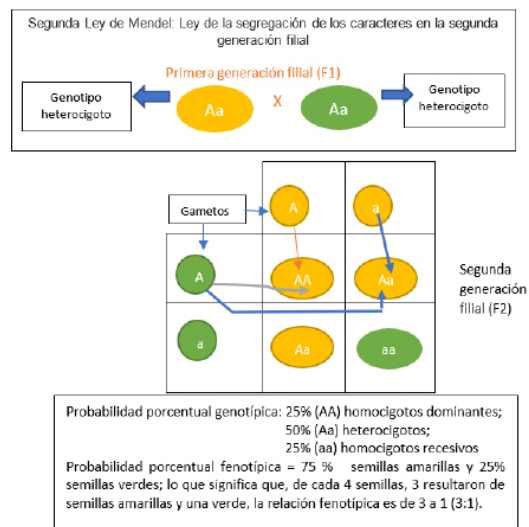 Segunda Ley de Mendel: Ley de la segregación de los caracteres en la segunda
generación filial
Primera generación filial (F1)
Genotipo
heterocigoto
Aa
X
Aa
Genotipo
heterocigoto
Gametos
A
a
A
AA
Aa
Segunda
generación
filial (F2)
a
Aa
aa
Probabilidad porcentual genotípica: 25% (AA) homocigotos dominantes;
50% (Aa) heterocigotos;
25% (aa) homocigotos recesivos
Probabilidad porcentual fenotípica = 75 % semillas amarillas y 25%
semillas verdes; lo que significa que, de cada 4 semillas, 3 resultaron de
semillas amarillas y una verde, la relación fenotípica es de 3 a 1 (3:1).